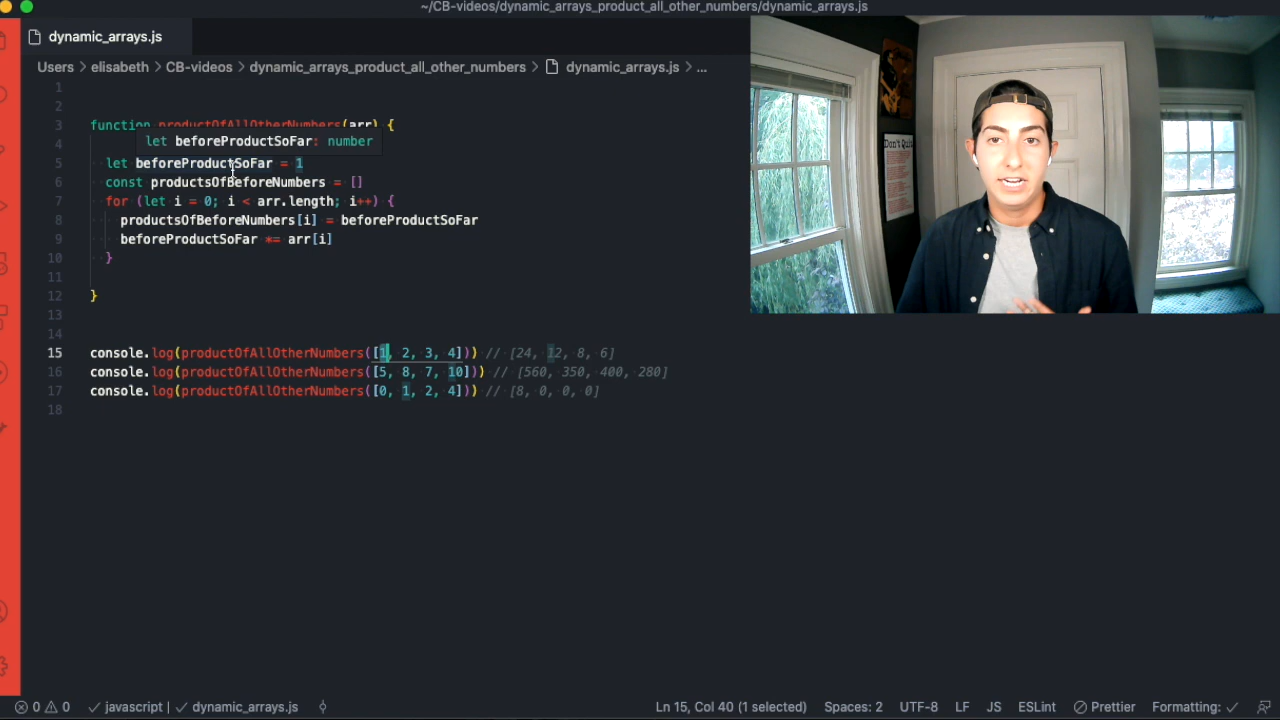 ~/CB-videos/dynamic_arrays_product_all_other_numbers/dynamic_arrays.js
dynamic_arrays.js
Users > elisabeth > CB-videos > dynamic_arrays_product_all_other_numbers > dynamic_arrays.js > ...
1
2
3 function productOfAllOtherNumbers(arr) {
let beforeProductSoFar: number
4
5 let beforeProductSoFar = 1
6 const productsOfBeforeNumbers = []
7 for (let i = 0; i < arr.length; i++) {
8 productsOfBeforeNumbers[i] = beforeProductSoFar
9 beforeProductSoFar *= arr[i]
10 }
11
12 }
13
14
15 console.log(productOfAllOtherNumbers([1, 2, 3, 4])) // [24, 12, 8, 6]
16 console.log(productOfAllOtherNumbers([5, 8, 7, 10])) // [560, 350, 400, 280]
17 console.log(productOfAllOtherNumbers([0, 1, 2, 4])) // [8, 0, 0, 0]
18
Don't Quit
0 0 javascript | dynamic_arrays.js
Ln 15, Col 40 (1 selected) Spaces: 2 UTF-8 LF JS ESLint Prettier Formatting: